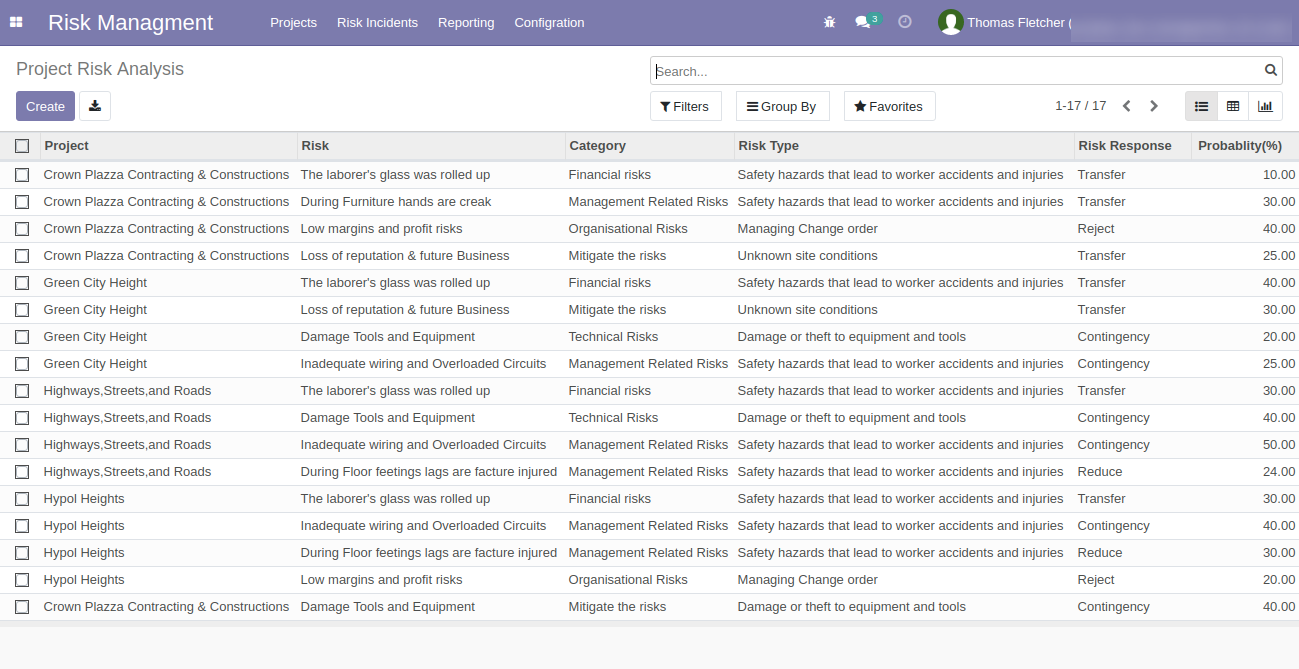 Risk Managment Projects Risk Incidents Reporting Configration 3 Thomas Fletcher (
Project Risk Analysis Search...
Create Filters Group By Favorites 1-17 / 17
Project Risk Category Risk Type Risk Response Probablity(%)
Crown Plazza Contracting & Constructions The laborer's glass was rolled up Financial risks Safety hazards that lead to worker accidents and injuries Transfer 10.00
Crown Plazza Contracting & Constructions During Furniture hands are creak Management Related Risks Safety hazards that lead to worker accidents and injuries Transfer 30.00
Crown Plazza Contracting & Constructions Low margins and profit risks Organisational Risks Managing Change order Reject 40.00
Crown Plazza Contracting & Constructions Loss of reputation & future Business Mitigate the risks Unknown site conditions Transfer 25.00
Green City Height The laborer's glass was rolled up Financial risks Safety hazards that lead to worker accidents and injuries Transfer 40.00
Green City Height Loss of reputation & future Business Mitigate the risks Unknown site conditions Transfer 30.00
Green City Height Damage Tools and Equipment Technical Risks Damage or theft to equipment and tools Contingency 20.00
Green City Height Inadequate wiring and Overloaded Circuits Management Related Risks Safety hazards that lead to worker accidents and injuries Contingency 25.00
Highways,Streets,and Roads The laborer's glass was rolled up Financial risks Safety hazards that lead to worker accidents and injuries Transfer 30.00
Highways,Streets,and Roads Damage Tools and Equipment Technical Risks Damage or theft to equipment and tools Contingency 40.00
Highways,Streets,and Roads Inadequate wiring and Overloaded Circuits Management Related Risks Safety hazards that lead to worker accidents and injuries Contingency 50.00
Highways,Streets,and Roads During Floor feetings lags are facture injured Management Related Risks Safety hazards that lead to worker accidents and injuries Reduce 24.00
Hypol Heights The laborer's glass was rolled up Financial risks Safety hazards that lead to worker accidents and injuries Transfer 30.00
Hypol Heights Inadequate wiring and Overloaded Circuits Management Related Risks Safety hazards that lead to worker accidents and injuries Contingency 40.00
Hypol Heights During Floor feetings lags are facture injured Management Related Risks Safety hazards that lead to worker accidents and injuries Reduce 30.00
Hypol Heights Low margins and profit risks Organisational Risks Managing Change order Reject 20.00
Crown Plazza Contracting & Constructions Damage Tools and Equipment Mitigate the risks Damage or theft to equipment and tools Contingency 40.00